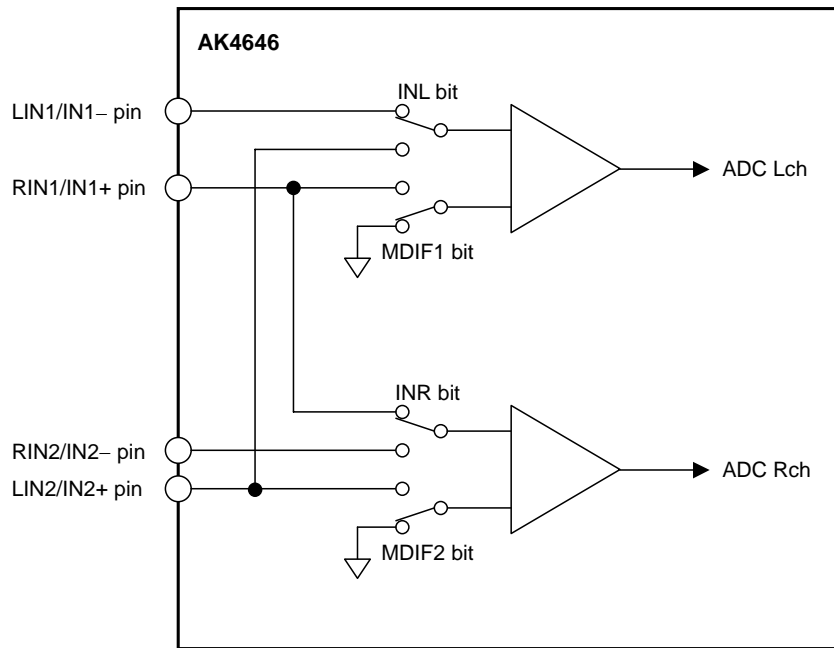 AK4646
INL bit
LIN1/IN1− pin
ADC Lch
RIN1/IN1+ pin
MDIF1 bit
INR bit
RIN2/IN2− pin
ADC Rch
LIN2/IN2+ pin
MDIF2 bit